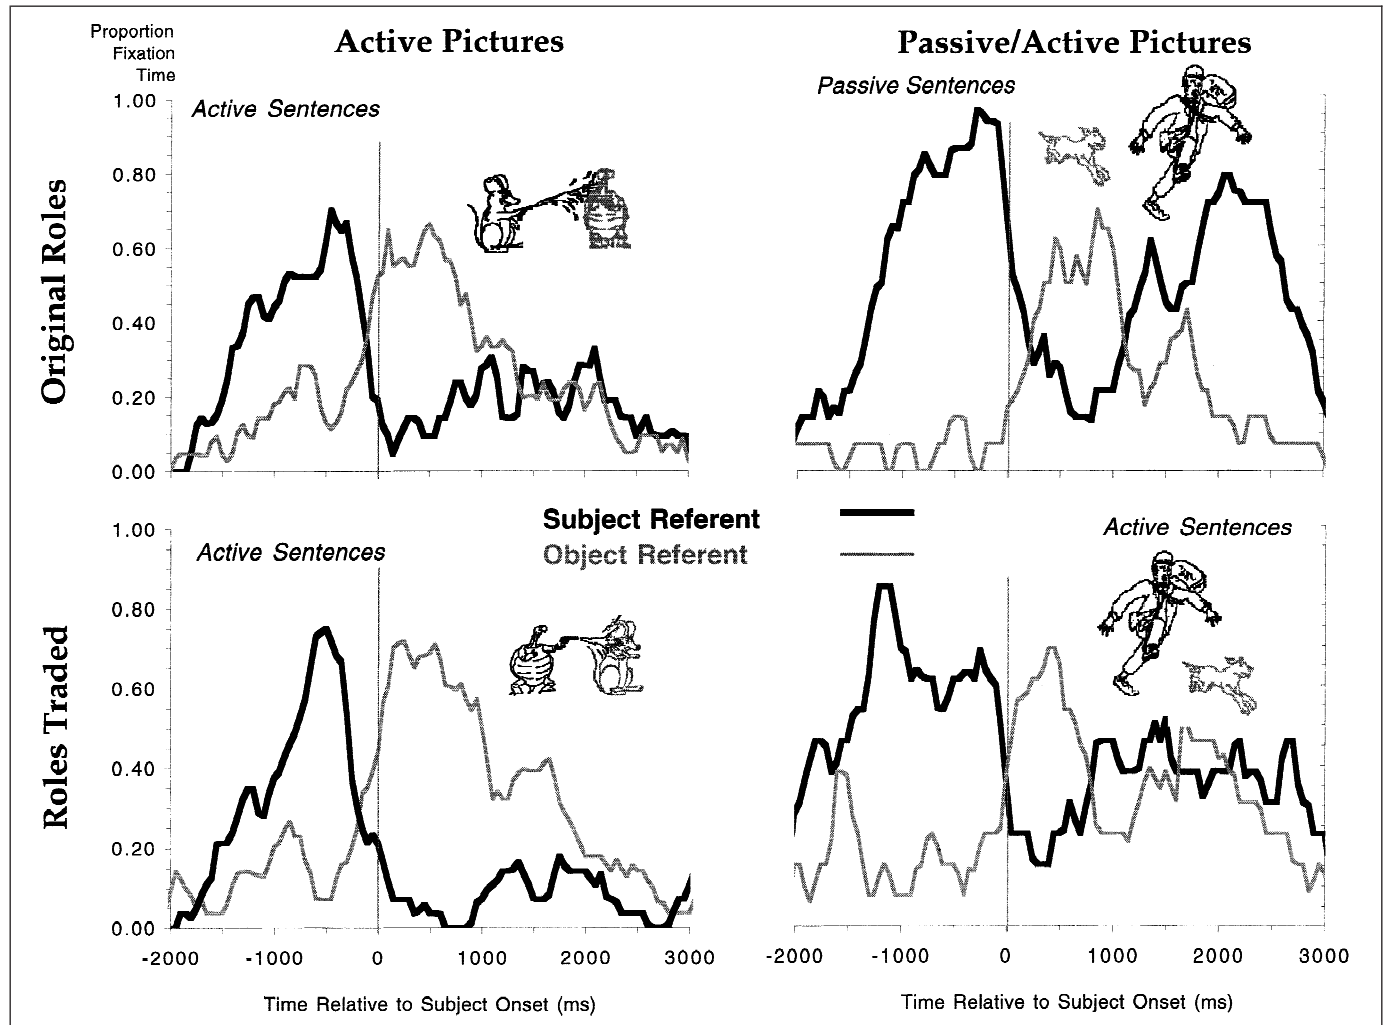 Proportion
Fixation
Time
Active Pictures
Passive/Active Pictures
Original Roles
Active Sentences
Passive Sentences
1.00
0.80
0.60
0.40
0.20
0.00
Roles Traded
Subject Referent
Object Referent
Active Sentences
Active Sentences
1.00
0.80
0.60
0.40
0.20
0.00
-2000 -1000 0 1000 2000 3000
-2000 -1000 0 1000 2000 3000
Time Relative to Subject Onset (ms)
Time Relative to Subject Onset (ms)